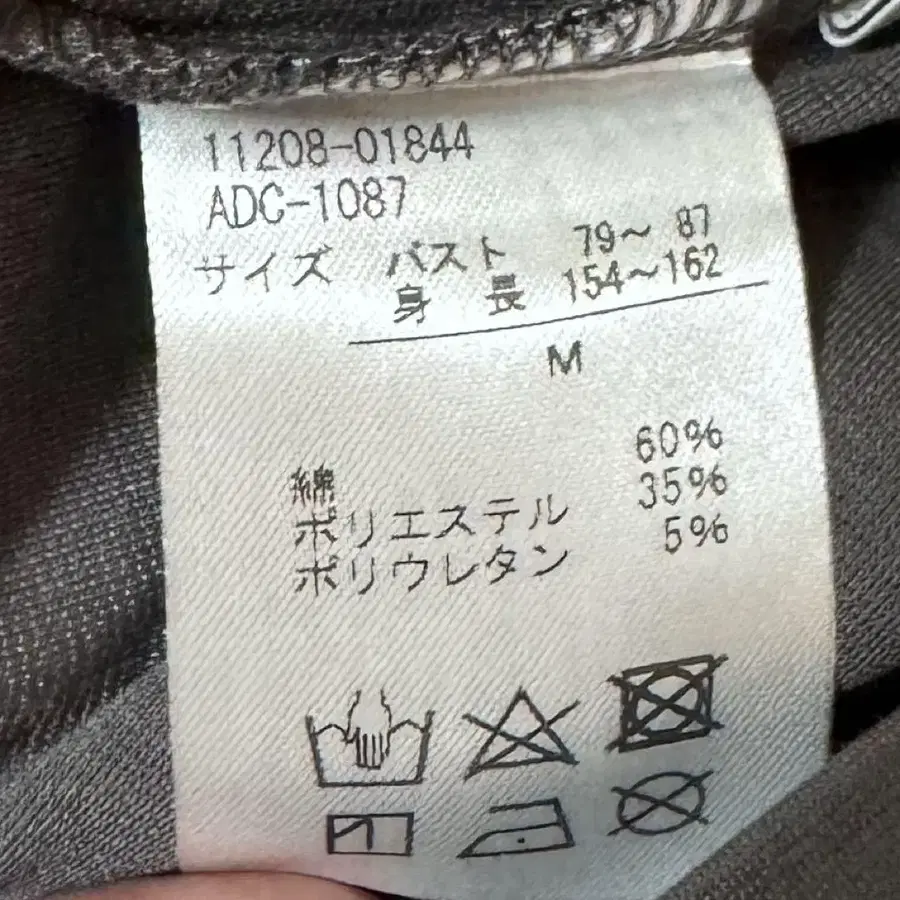 11208-01844
ADC-1087
サイズ バスト 79～ 87
身 長 154～162
M
綿 60%
ポリエステル 35%
ポリウレタン 5%